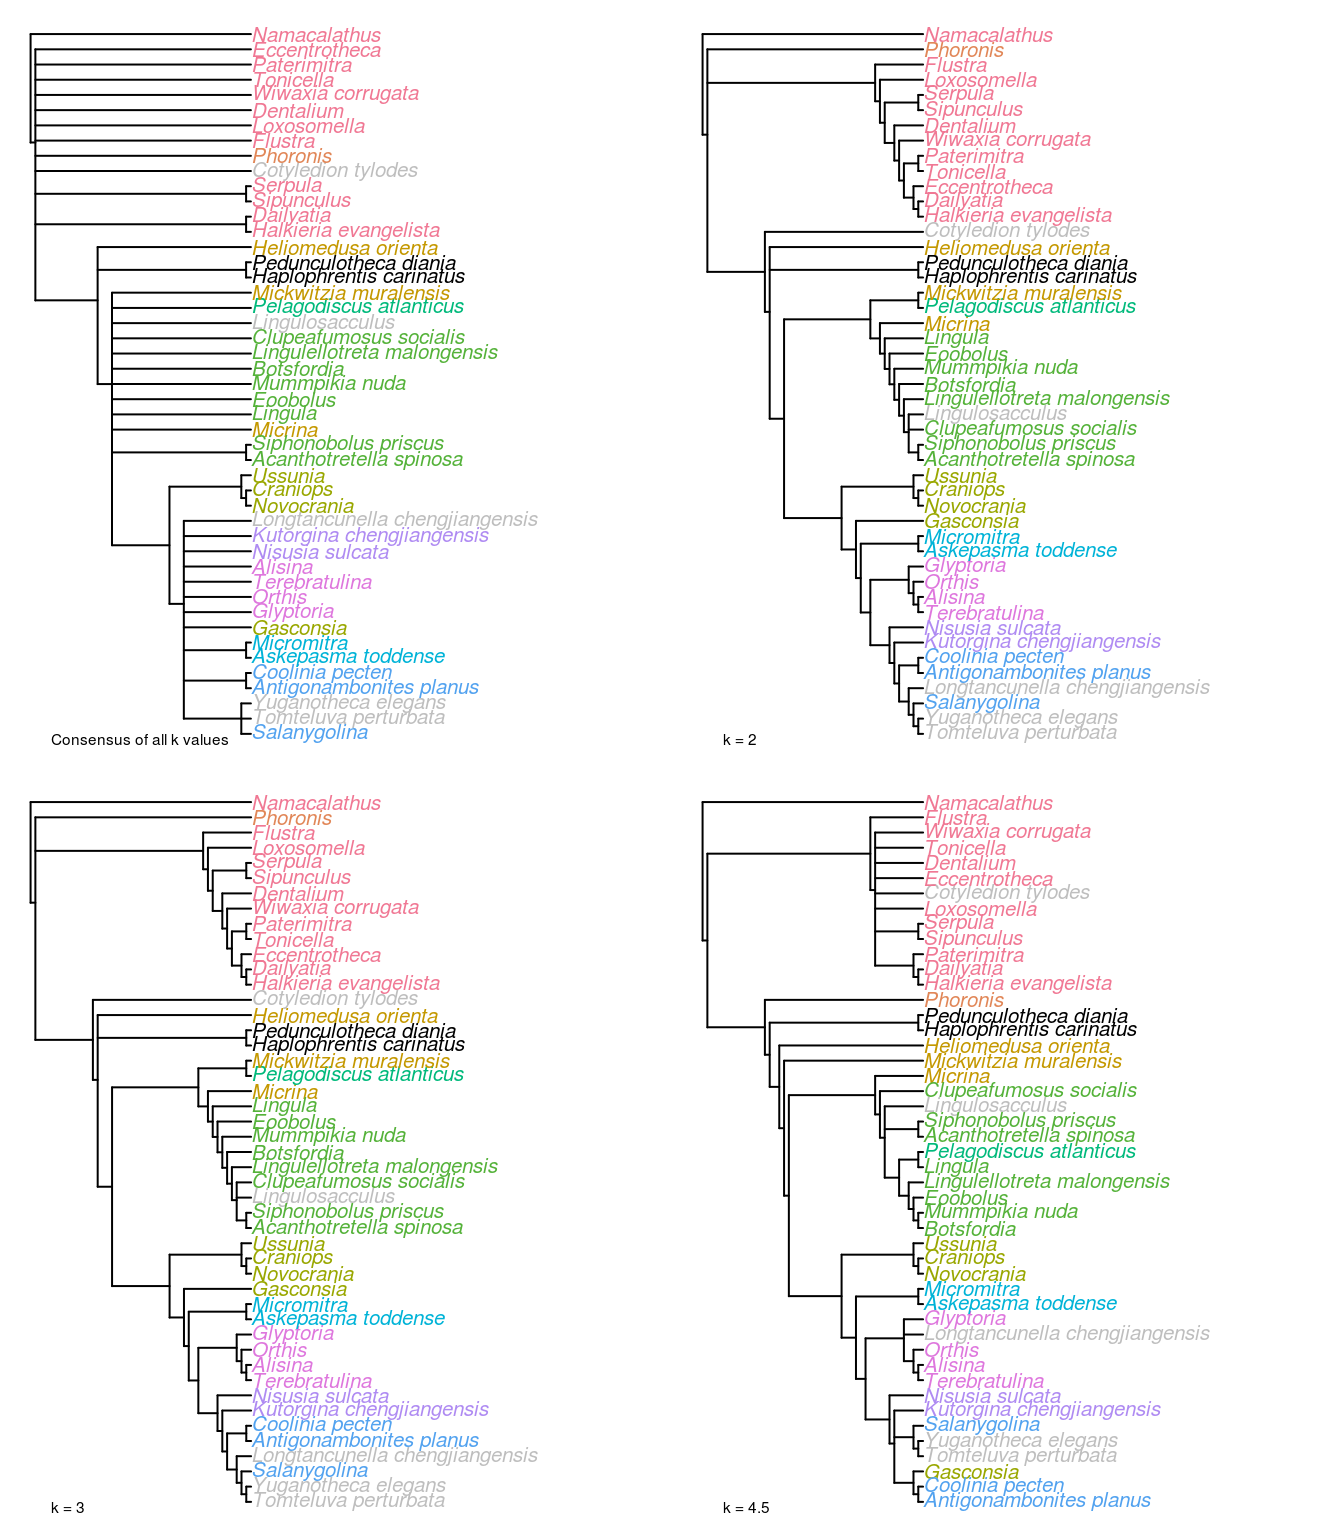 Namacalathus
Eccentrotheca
Paterimitra
Tonicella
Wiwaxia corrugata
Dentalium
Loxosomella
Flustra
Phoronis
Cotyledion tylodes
Serpula
Sipunculus
Dailyatia
Halkieria evangelista
Heliomedusa orienta
Pedunculotheca diania
Haplophrentis carinatus
Mickwitzia muralensis
Pelagodiscus atlanticus
Lingulosacculus
Clupeafumosus socialis
Lingulellotreta malongensis
Botsfordia
Mummpikia nuda
Eoobolus
Lingula
Micrina
Siphonobolus priscus
Acanthotretella spinosa
Ussunia
Craniops
Novocrania
Longtancunella chengjiangensis
Kutorgina chengjiangensis
Nisusia sulcata
Alisina
Terebratulina
Orthis
Glyptoria
Gasconsia
Micromitra
Askepasma toddense
Coolinia pecten
Antigonambonites planus
Yuganotheca elegans
Tomteluva perturbata
Salanygolina
Consensus of all k values
Namacalathus
Phoronis
Flustra
Loxosomella
Serpula
Sipunculus
Dentalium
Wiwaxia corrugata
Paterimitra
Tonicella
Eccentrotheca
Dailyatia
Halkieria evangelista
Cotyledion tylodes
Heliomedusa orienta
Pedunculotheca diania
Haplophrentis carinatus
Mickwitzia muralensis
Pelagodiscus atlanticus
Micrina
Lingula
Eoobolus
Mummpikia nuda
Botsfordia
Lingulellotreta malongensis
Lingulosacculus
Clupeafumosus socialis
Siphonobolus priscus
Acanthotretella spinosa
Ussunia
Craniops
Novocrania
Gasconsia
Micromitra
Askepasma toddense
Glyptoria
Orthis
Alisina
Terebratulina
Nisusia sulcata
Kutorgina chengjiangensis
Coolinia pecten
Antigonambonites planus
Longtancunella chengjiangensis
Salanygolina
Yuganotheca elegans
Tomteluva perturbata
k = 2
Namacalathus
Phoronis
Flustra
Loxosomella
Serpula
Sipunculus
Dentalium
Wiwaxia corrugata
Paterimitra
Tonicella
Eccentrotheca
Dailyatia
Halkieria evangelista
Cotyledion tylodes
Heliomedusa orienta
Pedunculotheca diania
Haplophrentis carinatus
Mickwitzia muralensis
Pelagodiscus atlanticus
Micrina
Lingula
Eoobolus
Mummpikia nuda
Botsfordia
Lingulellotreta malongensis
Clupeafumosus socialis
Lingulosacculus
Siphonobolus priscus
Acanthotretella spinosa
Ussunia
Craniops
Novocrania
Gasconsia
Micromitra
Askepasma toddense
Glyptoria
Orthis
Alisina
Terebratulina
Nisusia sulcata
Kutorgina chengjiangensis
Coolinia pecten
Antigonambonites planus
Longtancunella chengjiangensis
Salanygolina
Yuganotheca elegans
Tomteluva perturbata
k = 3
Namacalathus
Flustra
Wiwaxia corrugata
Tonicella
Dentalium
Eccentrotheca
Cotyledion tylodes
Loxosomella
Serpula
Sipunculus
Paterimitra
Dailyatia
Halkieria evangelista
Phoronis
Pedunculotheca diania
Haplophrentis carinatus
Heliomedusa orienta
Mickwitzia muralensis
Micrina
Clupeafumosus socialis
Lingulosacculus
Siphonobolus priscus
Acanthotretella spinosa
Pelagodiscus atlanticus
Lingula
Lingulellotreta malongensis
Eoobolus
Mummpikia nuda
Botsfordia
Ussunia
Craniops
Novocrania
Micromitra
Askepasma toddense
Glyptoria
Longtancunella chengjiangensis
Orthis
Alisina
Terebratulina
Nisusia sulcata
Kutorgina chengjiangensis
Salanygolina
Yuganotheca elegans
Tomteluva perturbata
Gasconsia
Coolinia pecten
Antigonambonites planus
k = 4.5